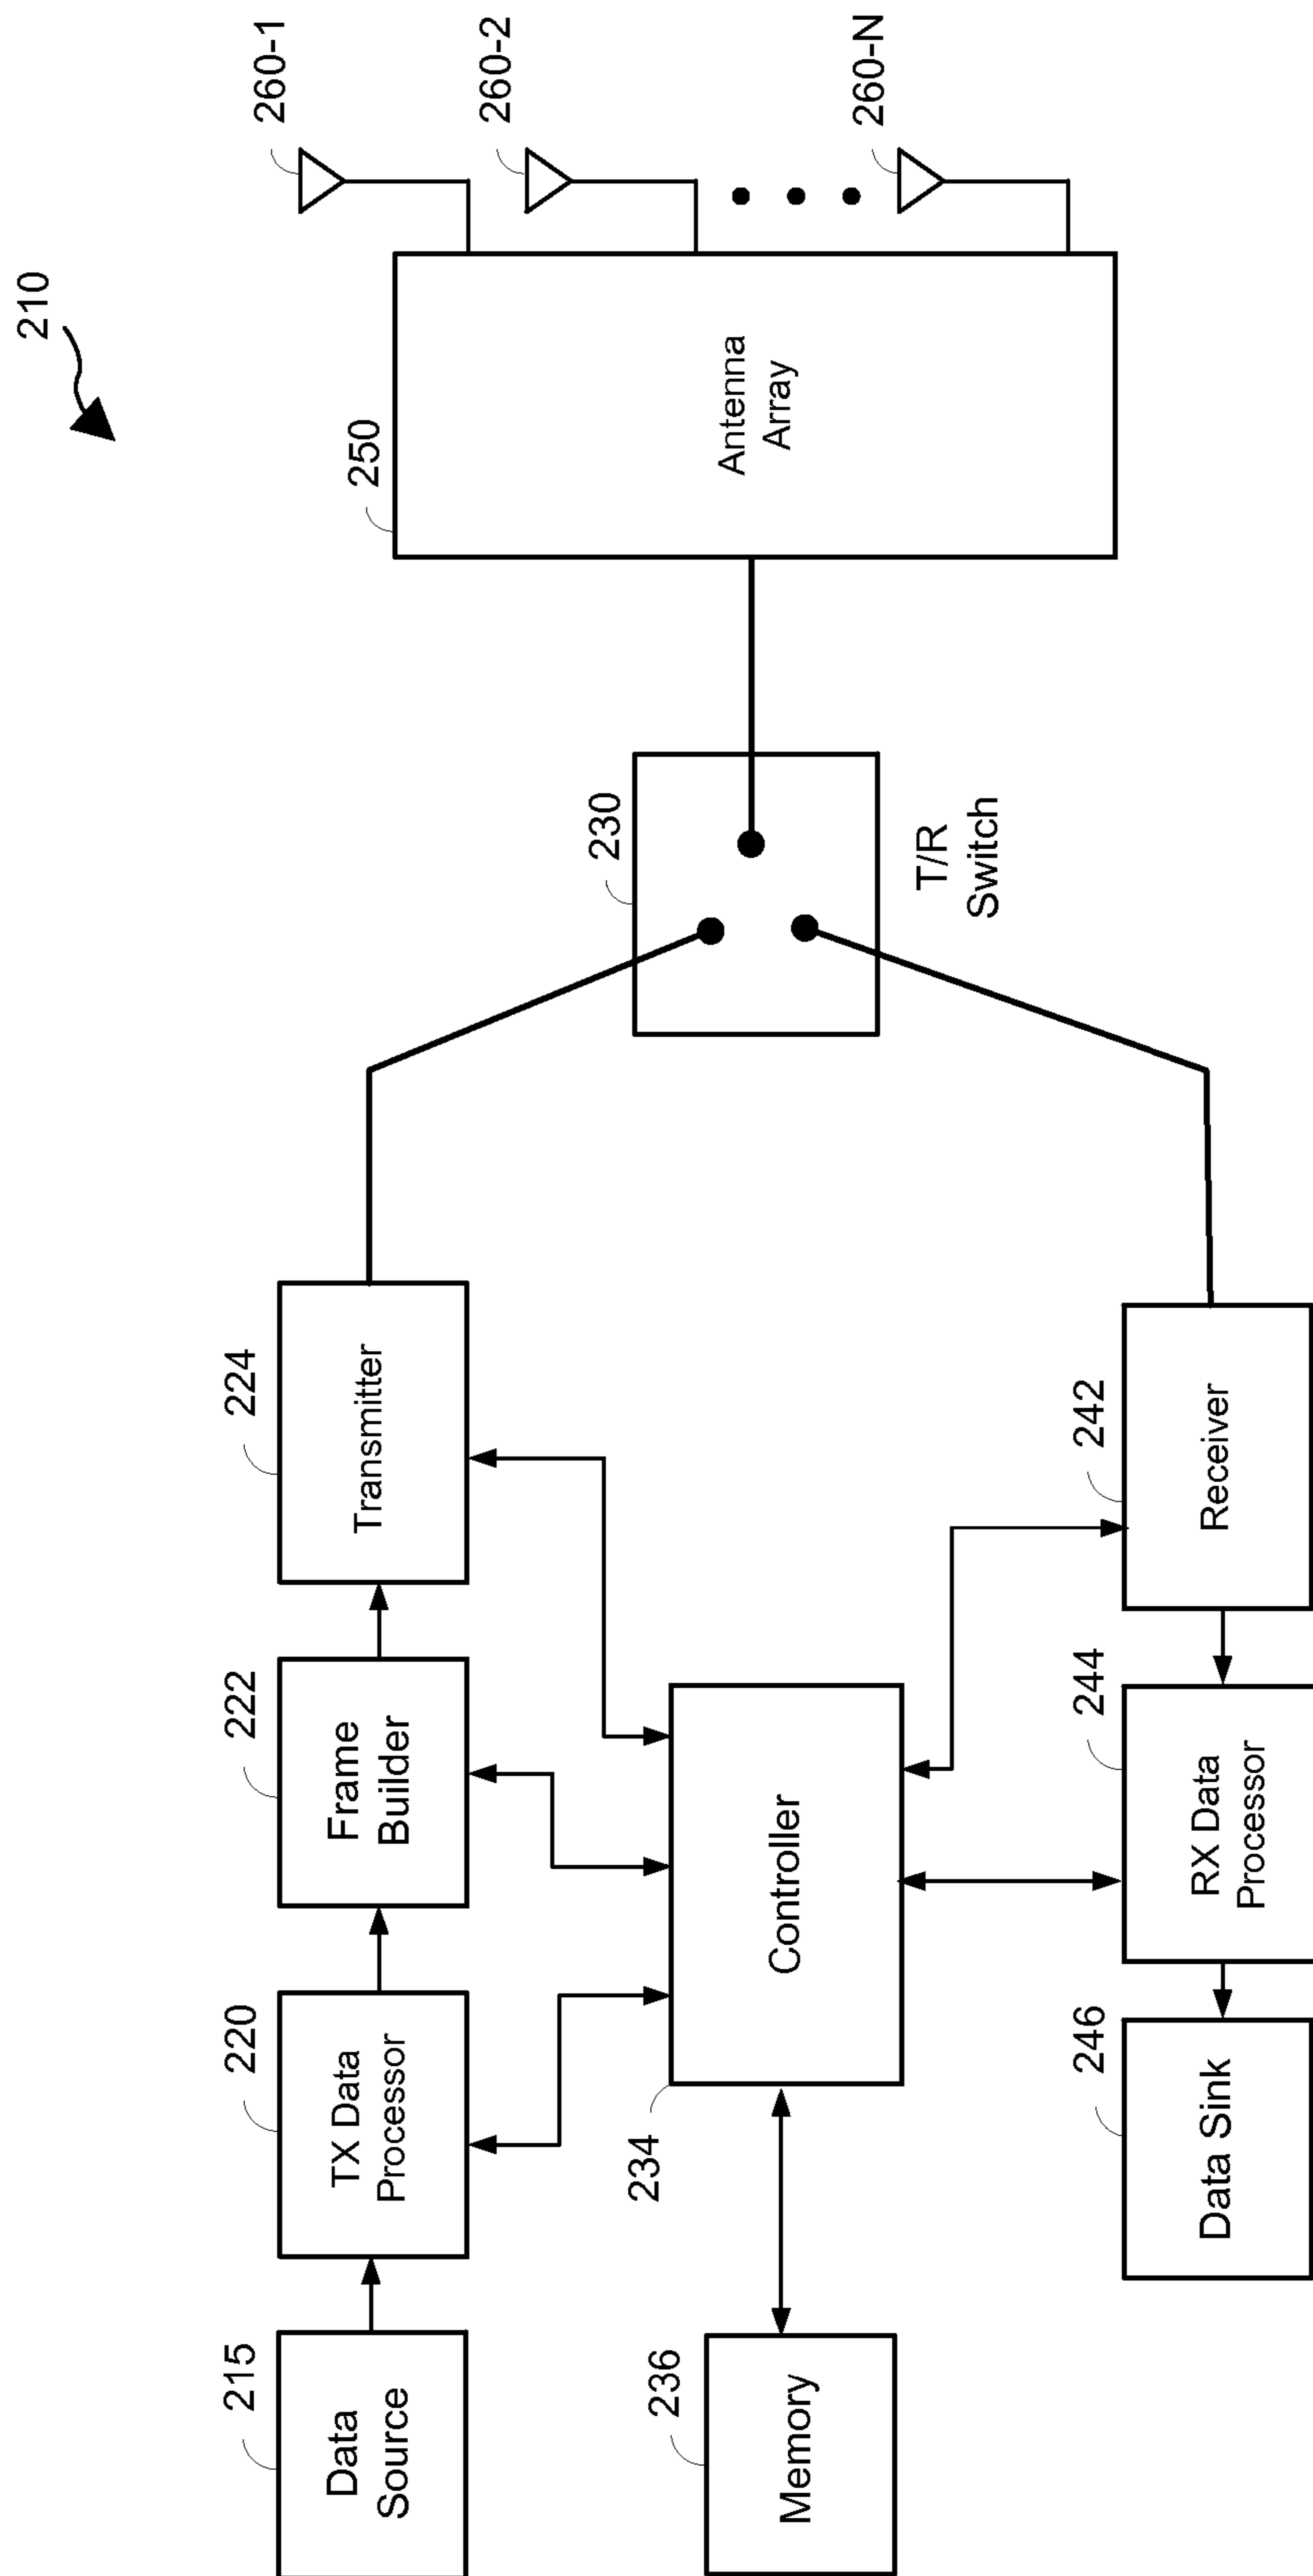 210
215
Data
Source
220
TX Data
Processor
222
Frame
Builder
224
Transmitter
230
T/R
Switch
250
Antenna
Array
260-1
260-2
260-N
234
Controller
236
Memory
242
Receiver
244
RX Data
Processor
246
Data Sink